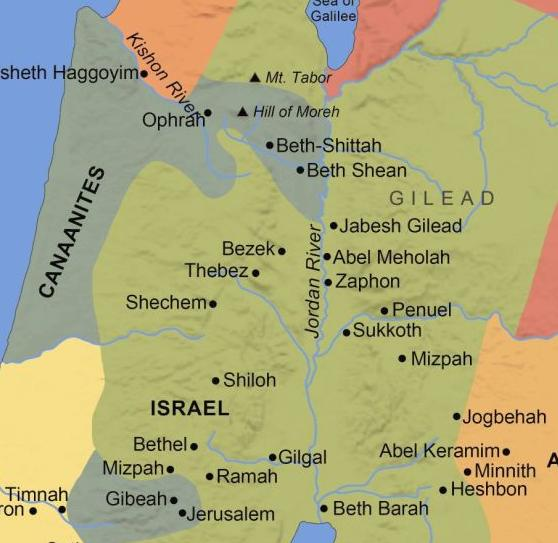 Sea of
Galilee
Kishon River
sheth Haggoyim
Mt. Tabor
Hill of Moreh
Ophrah
Beth-Shittah
Beth Shean
CANAANITES
GILEAD
Jabesh Gilead
Bezek
Abel Meholah
Thebez
Zaphon
Jordan River
Shechem
Penuel
Sukkoth
Mizpah
Shiloh
ISRAEL
Jogbehah
Bethel
Abel Keramim
A
Gilgal
Mizpah
Ramah
Minnith
Heshbon
Timnah
Gibeah
ron
Jerusalem
Beth Barah